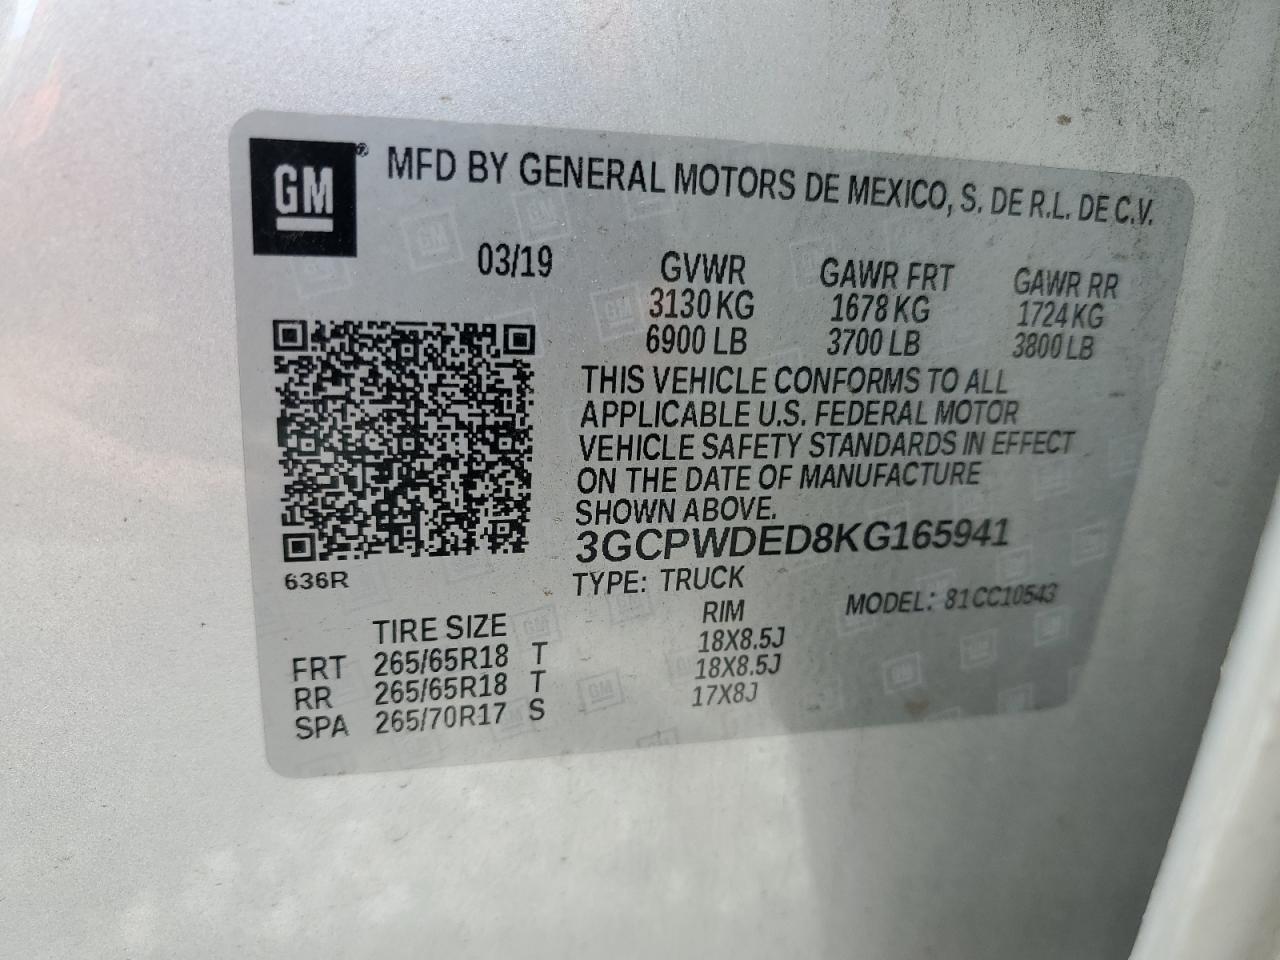 GM ® MFD BY GENERAL MOTORS DE MEXICO, S. DE R.L. DE C.V.
03/19 GVWR GAWR FRT GAWR RR
3130 KG 1678 KG 1724 KG
6900 LB 3700 LB 3800 LB
THIS VEHICLE CONFORMS TO ALL
APPLICABLE U.S. FEDERAL MOTOR
VEHICLE SAFETY STANDARDS IN EFFECT
ON THE DATE OF MANUFACTURE
SHOWN ABOVE.
3GCPWDED8KG165941
636R TYPE: TRUCK MODEL: 81CC10543
TIRE SIZE RIM
FRT 265/65R18 T 18X8.5J
RR 265/65R18 T 18X8.5J
SPA 265/70R17 S 17X8J